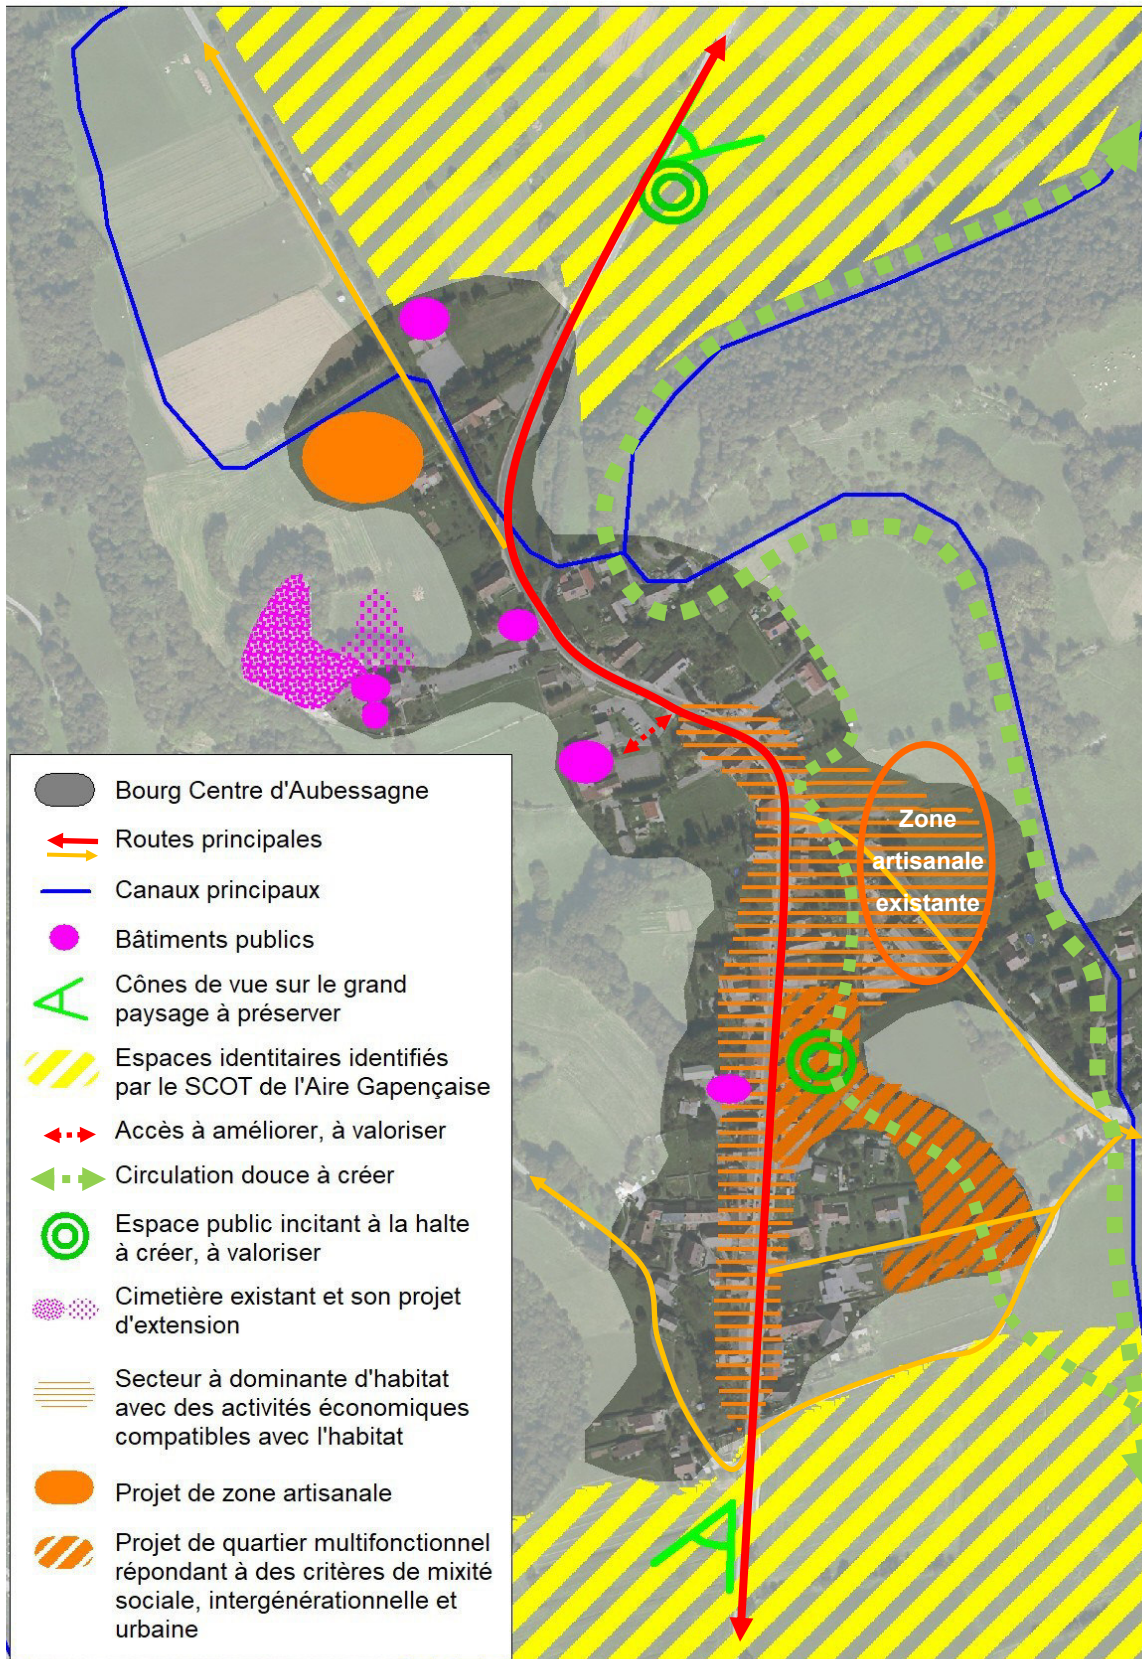 Zone
artisanale
existante
Bourg Centre d'Aubessagne
Routes principales
Canaux principaux
Bâtiments publics
Cônes de vue sur le grand
paysage à préserver
Espaces identitaires identifiés
par le SCOT de l'Aire Gapençaise
Accès à améliorer, à valoriser
Circulation douce à créer
Espace public incitant à la halte
à créer, à valoriser
Cimetière existant et son projet
d'extension
Secteur à dominante d'habitat
avec des activités économiques
compatibles avec l'habitat
Projet de zone artisanale
Projet de quartier multifonctionnel
répondant à des critères de mixité
sociale, intergénérationnelle et
urbaine